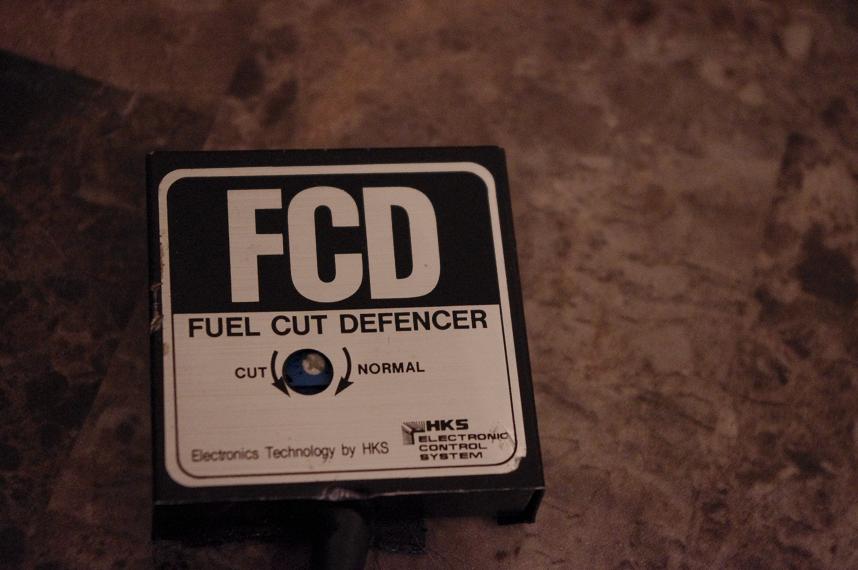 FCD
FUEL CUT DEFENCER
CUT NORMAL
Electronics Technology by HKS
HKS
ELECTRONIC
CONTROL
SYSTEM